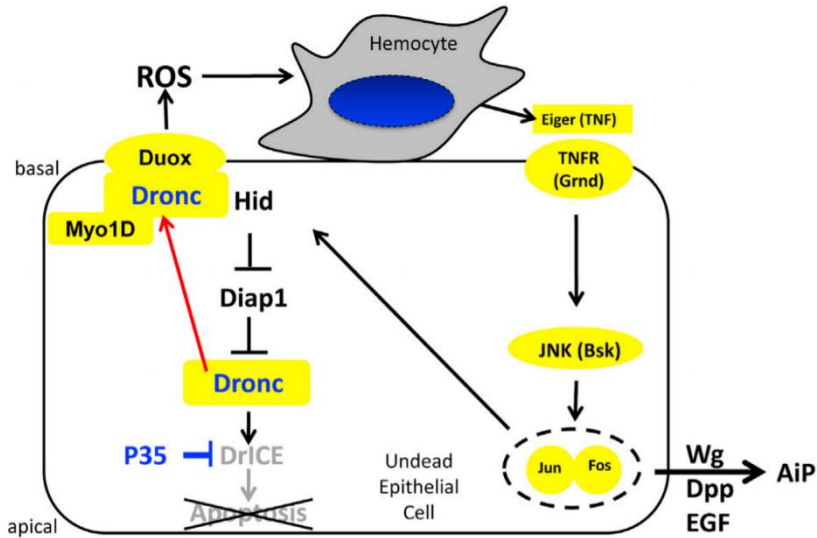 Hemocyte
ROS
Eiger (TNF)
basal
Duox
TNFR
(Grnd)
Dronc
Hid
Myo1D
Diap1
JNK (Bsk)
Dronc
P35
DrICE
Undead
Epithelial
Cell
Jun
Fos
Wg
Dpp
EGF
AiP
Apoptosis
apical